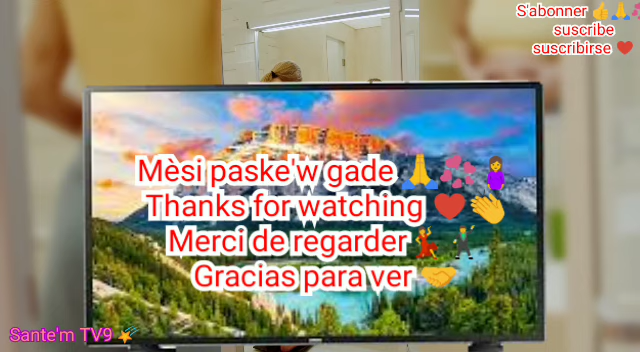 S'abonner 👍🙏💞
suscribe
suscribirse ❤️
Mèsi paske'w gade 🙏💞🤰
Thanks for watching ❤️👏
Merci de regarder 💃🕴
Gracias para ver 🤝
Sante'm TV9 🌠